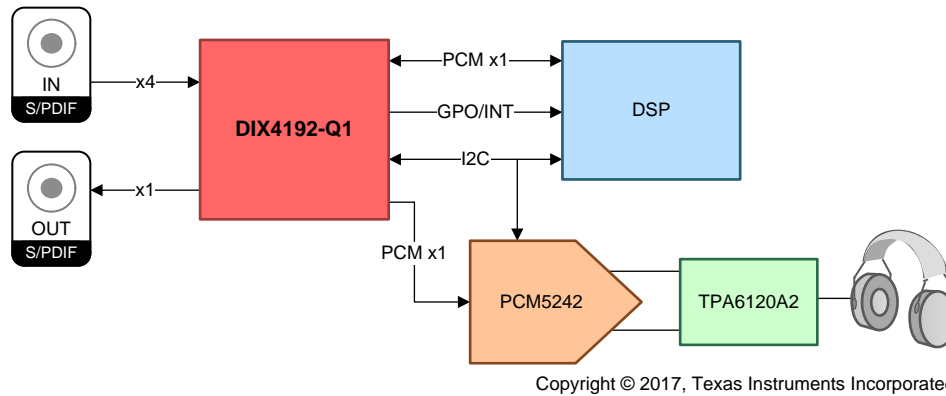 IN
S/PDIF
x4
DIX4192-Q1
PCM x1
GPO/INT
I2C
DSP
OUT
S/PDIF
x1
PCM x1
PCM5242
TPA6120A2
Copyright © 2017, Texas Instruments Incorporated